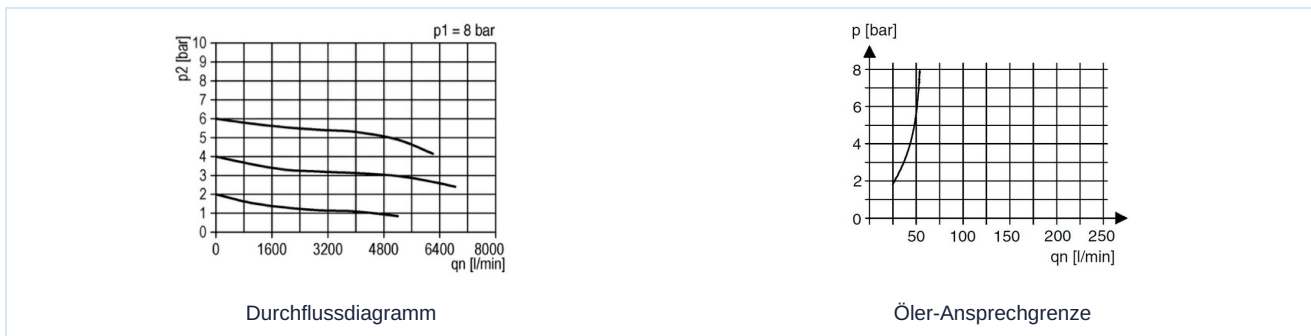 p1 = 8 bar
p2 [bar]
10
9
8
7
6
5
4
3
2
1
0
0 1600 3200 4800 6400 8000
qn [l/min]
Durchflussdiagramm
p [bar]
8
6
4
2
0
50 100 150 200 250
qn [l/min]
Öler-Ansprechgrenze